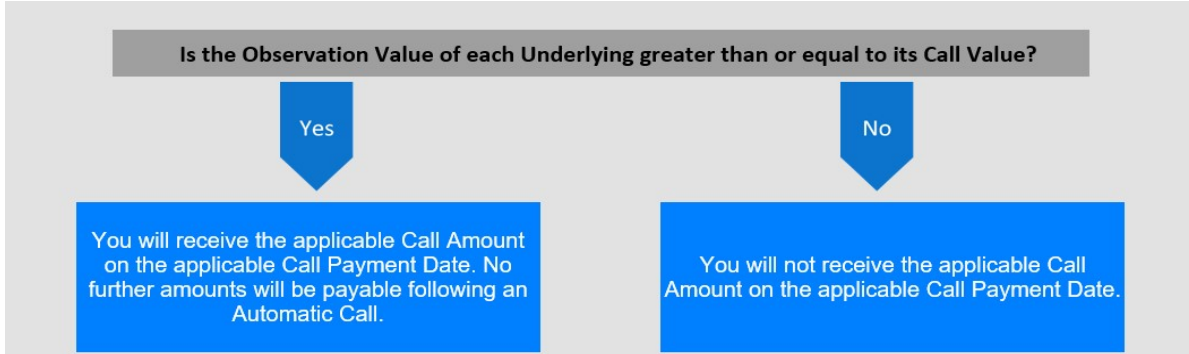 Is the Observation Value of each Underlying greater than or equal to its Call Value?
Yes
No
You will receive the applicable Call Amount
on the applicable Call Payment Date. No
further amounts will be payable following an
Automatic Call.
You will not receive the applicable Call
Amount on the applicable Call Payment Date.